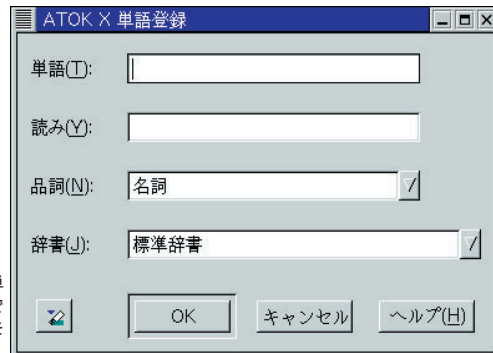 ATOK X 単語登録
単語(T):
読み(Y):
品詞(N): 名詞
辞書(J): 標準辞書
OK キャンセル ヘルプ(H)